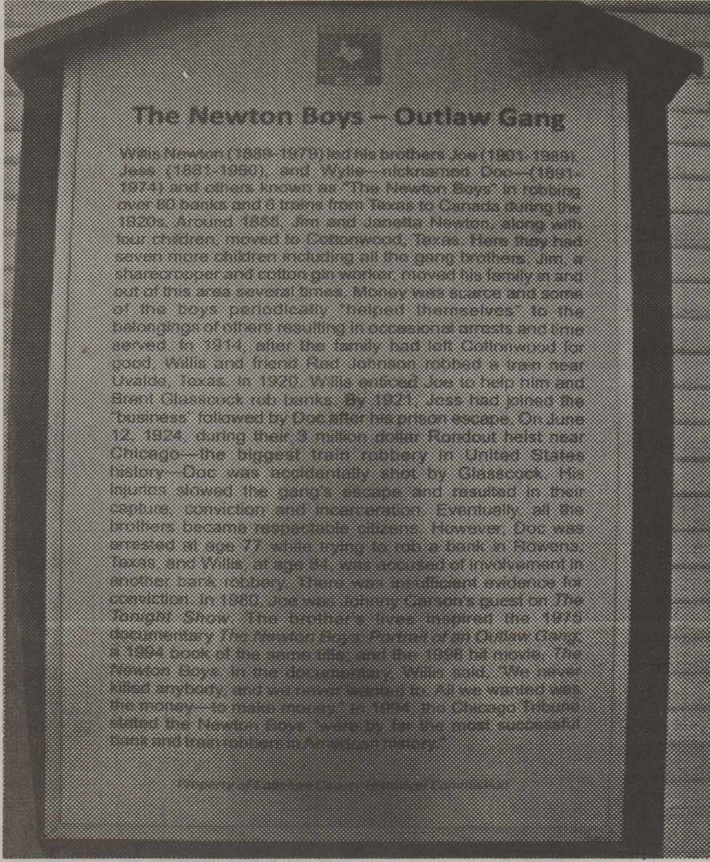 The Newton Boys – Outlaw Gang
Willis Newton (1889-1979) led his brothers Joe (1901-1989),
Jess (1881-1960), and Wylie—nicknamed Doc—(1891-
1974) and others known as "The Newton Boys" in robbing
over 80 banks and 6 trains from Texas to Canada during the
1920s. Around 1888, Jim and Janetta Newton, along with
four children, moved to Cottonwood, Texas. Here they had
seven more children including all the gang brothers. Jim, a
sharecropper and cotton gin worker, moved his family in and
out of this area several times. Money was scarce and some
of the boys periodically "helped themselves" to the
belongings of others resulting in occasional arrests and time
served. In 1914, after the family had left Cottonwood for
good, Willis and friend Red Johnson robbed a train near
Uvalde, Texas. In 1920, Willis enticed Joe to help him and
Brent Glasscock rob banks. By 1921, Jess had joined the
"business" followed by Doc after his prison escape. On June
12, 1924, during their 3 million dollar Rondout heist near
Chicago—the biggest train robbery in United States
history—Doc was accidentally shot by Glasscock. His
injuries slowed the gang's escape and resulted in their
capture, conviction and incarceration. Eventually, all the
brothers became respectable citizens. However, Doc was
arrested at age 77 while trying to rob a bank in Rowena,
Texas, and Willis, at age 84, was accused of involvement in
another bank robbery. There was insufficient evidence for
conviction. In 1980, Joe was Johnny Carson's guest on The
Tonight Show. The brother's lives inspired the 1975
documentary The Newton Boys: Portrait of an Outlaw Gang;
a 1994 book of the same title; and the 1998 hit movie, The
Newton Boys. In the documentary, Willis said, "We never
killed anybody, and we never wanted to. All we wanted was
the money—to make money." In 1994, the Chicago Tribune
stated the Newton Boys "were by far the most successful
bank and train robbers in American history."
Property of County Historical Commission